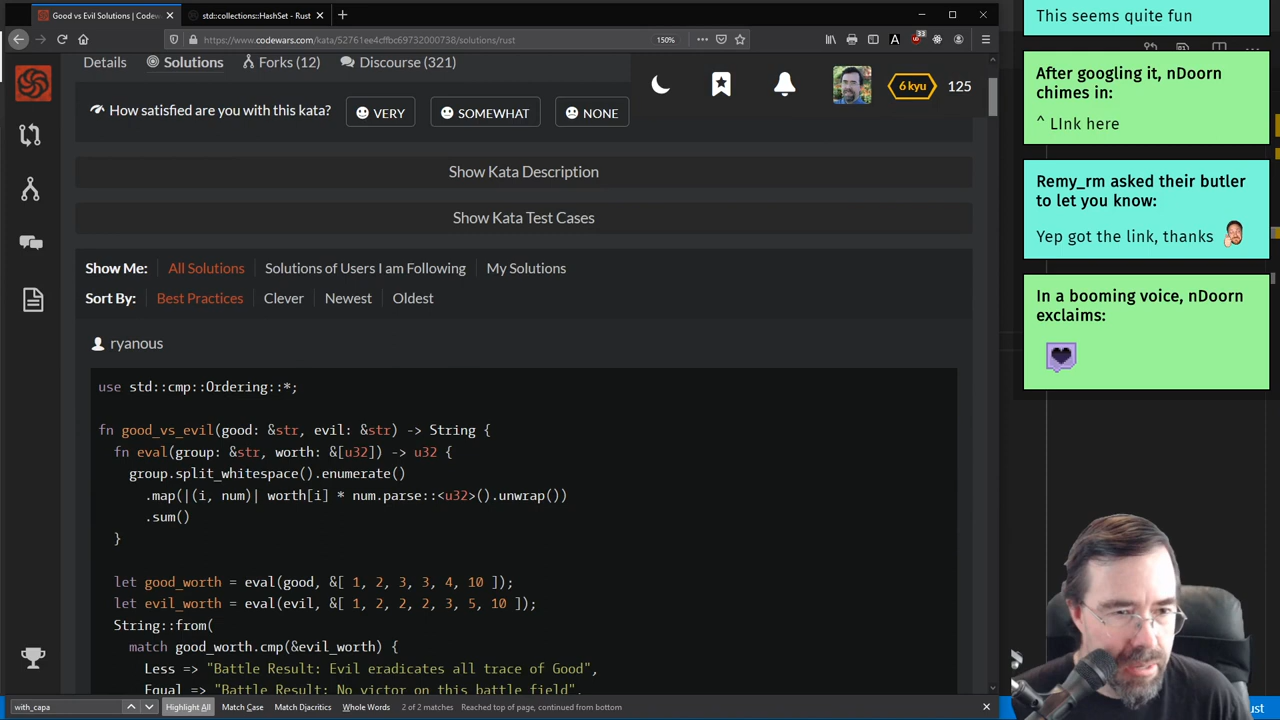 Good vs Evil Solutions | Codew
std::collections::HashSet - Rust
https://www.codewars.com/kata/52761ee4cffbc69732000738/solutions/rust
150%
33
Details
Solutions
Forks (12)
Discourse (321)
6 kyu
125
How satisfied are you with this kata?
VERY
SOMEWHAT
NONE
Show Kata Description
Show Kata Test Cases
Show Me: All Solutions Solutions of Users I am Following My Solutions
Sort By: Best Practices Clever Newest Oldest
ryanous
use std::cmp::Ordering::*;
fn good_vs_evil(good: &str, evil: &str) -> String {
fn eval(group: &str, worth: &[u32]) -> u32 {
group.split_whitespace().enumerate()
.map(|(i, num)| worth[i] * num.parse::<u32>().unwrap())
.sum()
}
let good_worth = eval(good, &[ 1, 2, 3, 3, 4, 10 ]);
let evil_worth = eval(evil, &[ 1, 2, 2, 2, 3, 5, 10 ]);
String::from(
match good_worth.cmp(&evil_worth) {
Less => "Battle Result: Evil eradicates all trace of Good",
Equal => "Battle Result: No victor on this battle field",
with_capa
Highlight All
Match Case
Match Diacritics
Whole Words
2 of 2 matches
Reached top of page, continued from bottom
This seems quite fun
After googling it, nDoorn
chimes in:
^ LInk here
Remy_rm asked their butler
to let you know:
Yep got the link, thanks
In a booming voice, nDoorn
exclaims:
ust